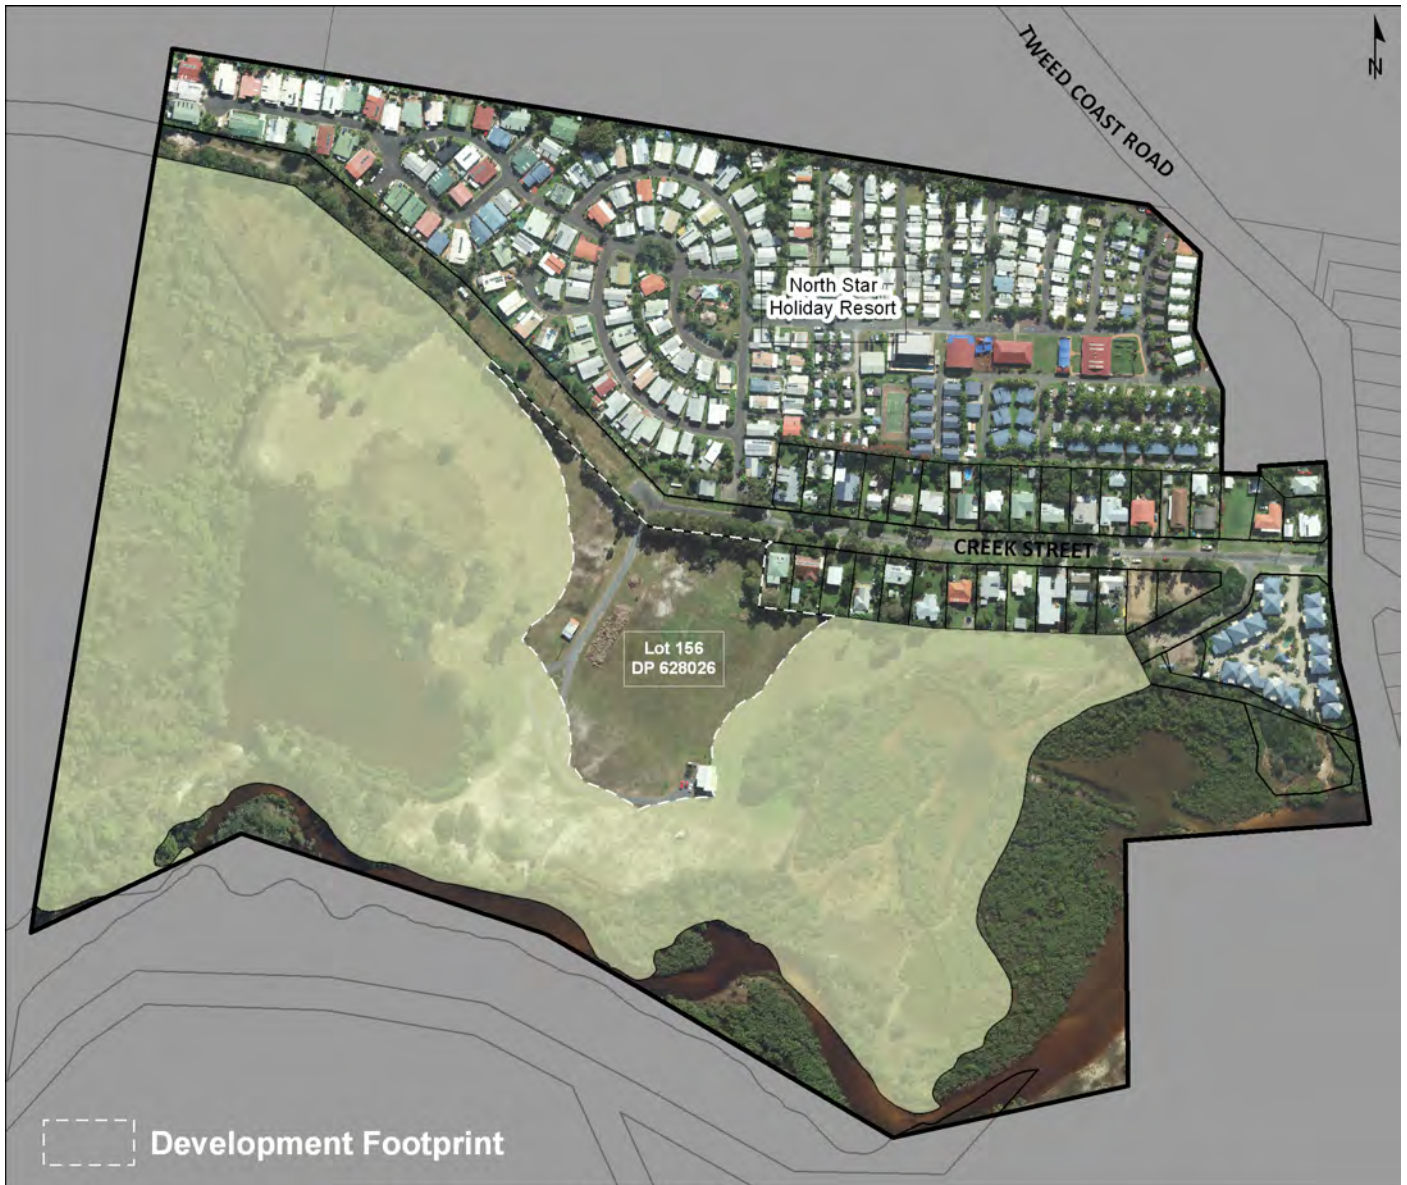 TWEED COAST ROAD
N
North Star
Holiday Resort
CREEK STREET
Lot 156
DP 628026
Development Footprint